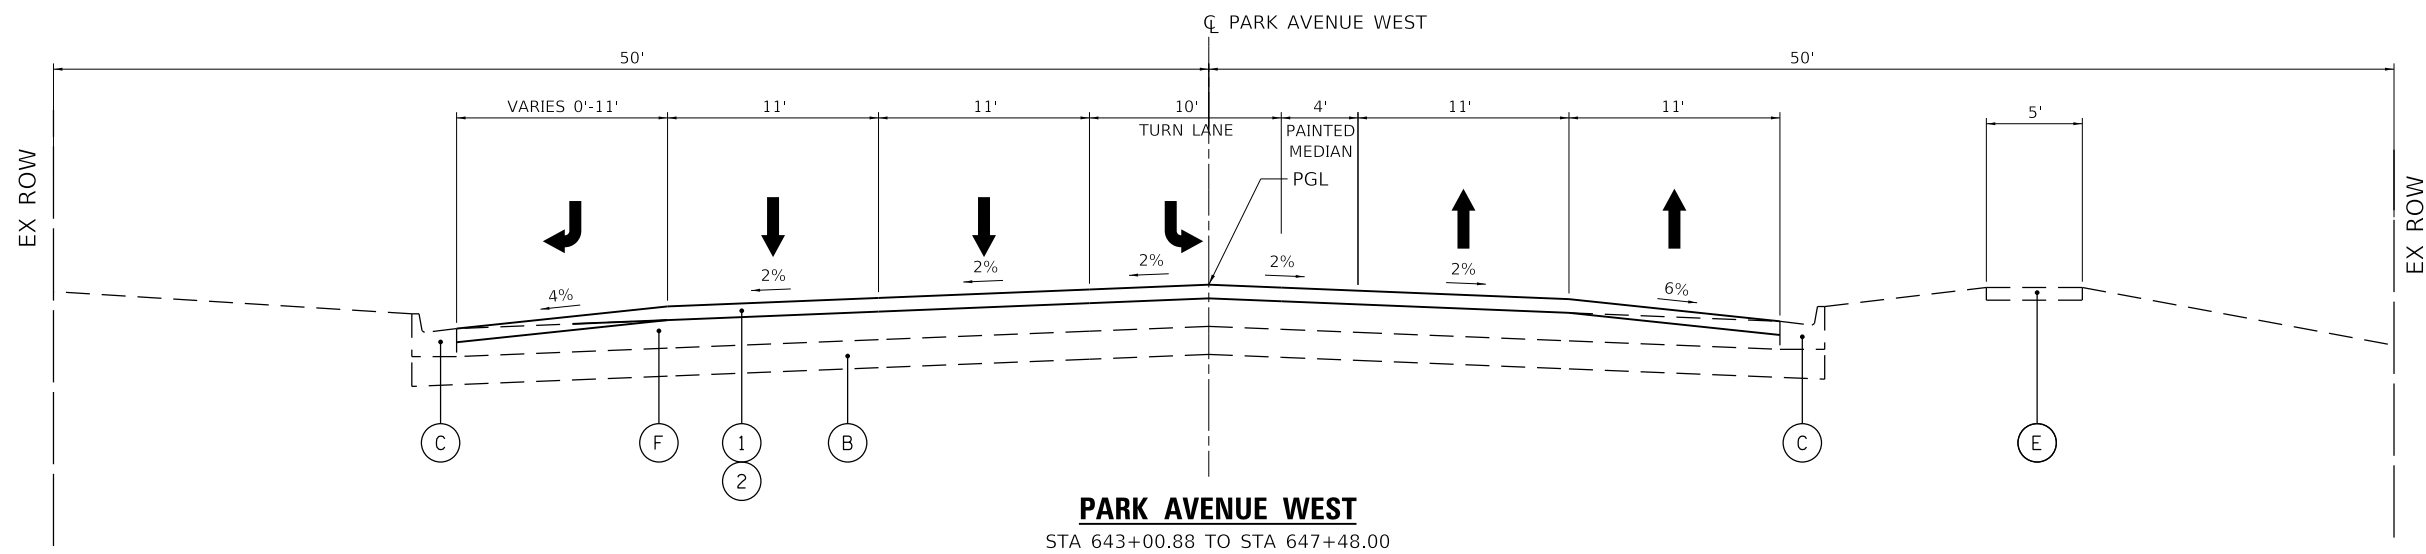 ℄ PARK AVENUE WEST
50' 50'
VARIES 0'-11' 11' 11' 10' 4' 11' 11' 5'
TURN LANE PAINTED
MEDIAN
PGL
EX ROW
EX ROW
4% 2% 2% 2% 2% 2% 6%
C F 1 B C E
2
PARK AVENUE WEST
STA 643+00.88 TO STA 647+48.00